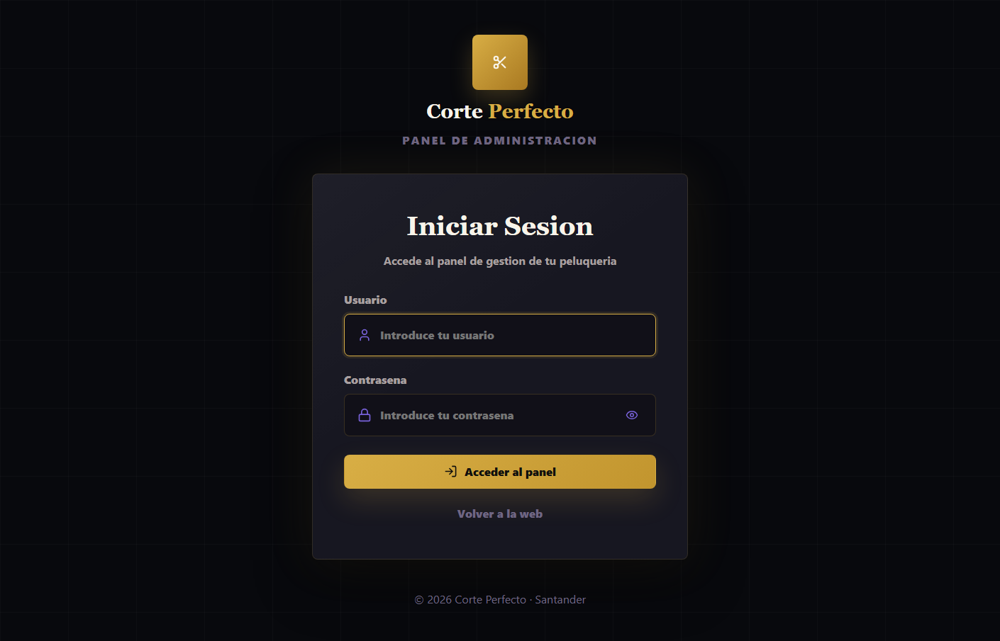 Corte Perfecto
PANEL DE ADMINISTRACION
Iniciar Sesion
Accede al panel de gestion de tu peluqueria
Usuario
Introduce tu usuario
Contrasena
Introduce tu contrasena
Acceder al panel
Volver a la web
© 2026 Corte Perfecto · Santander